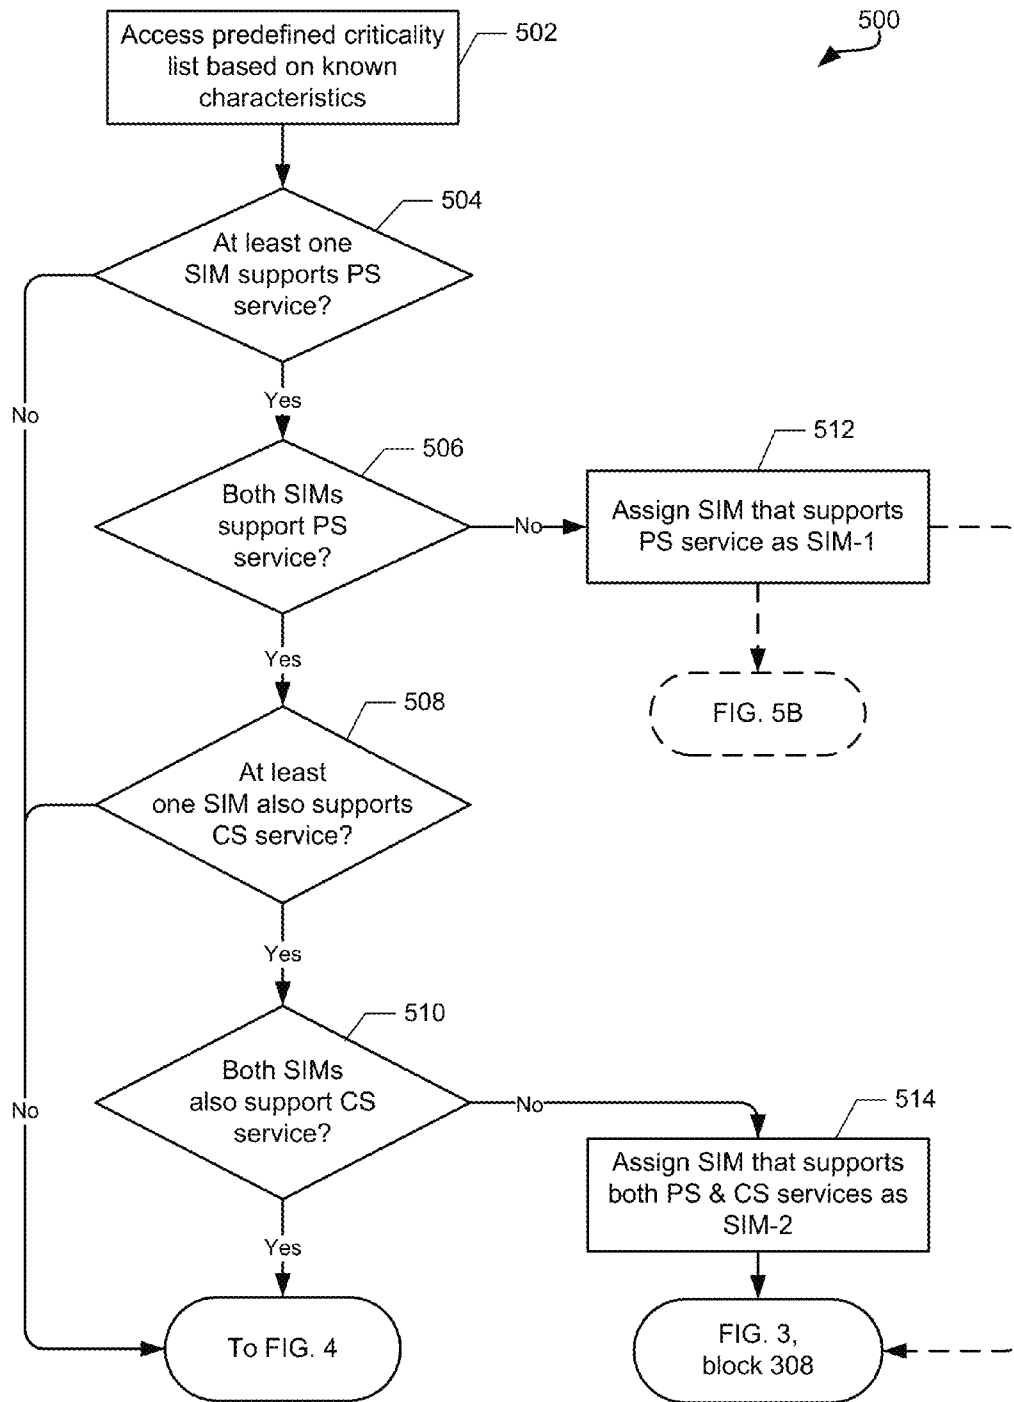 Access predefined criticality
list based on known
characteristics
502
500
504
At least one
SIM supports PS
service?
No
Yes
506
Both SIMs
support PS
service?
No
512
Assign SIM that supports
PS service as SIM-1
Yes
FIG. 5B
508
At least
one SIM also supports
CS service?
Yes
510
Both SIMs
also support CS
service?
No
No
514
Assign SIM that supports
both PS & CS services as
SIM-2
Yes
To FIG. 4
FIG. 3,
block 308